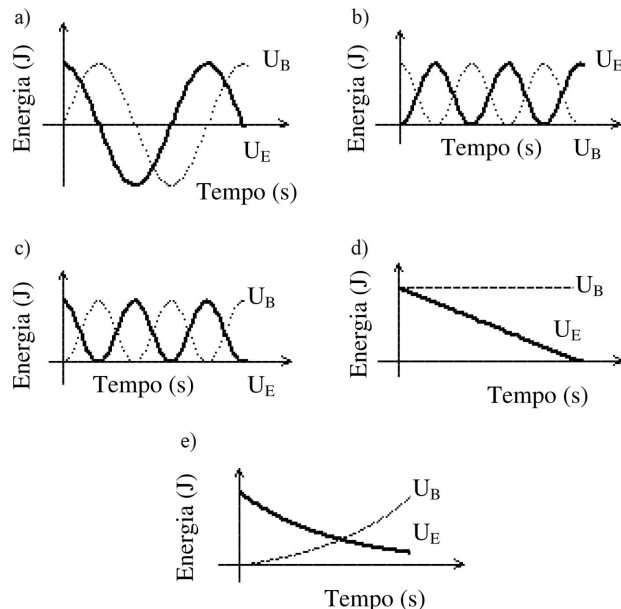 a)
Energia (J)
U_B
U_E
Tempo (s)
b)
Energia (J)
U_E
Tempo (s)
U_B
c)
Energia (J)
U_B
Tempo (s)
U_E
d)
Energia (J)
U_B
U_E
Tempo (s)
e)
Energia (J)
U_B
U_E
Tempo (s)